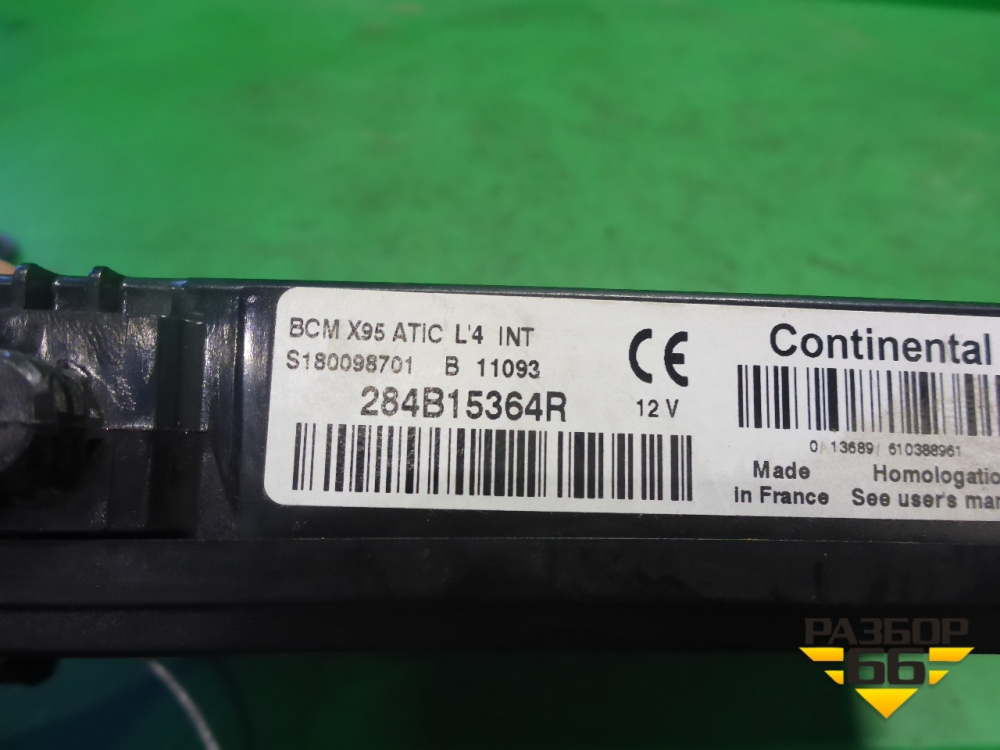 BCM X95 ATIC L'4 INT
S180098701 B 11093
284B15364R
12 V
Continental
0/ 13689/ 610388961
Made
in France
Homologatio
See user's ma
РАЗБОР
66